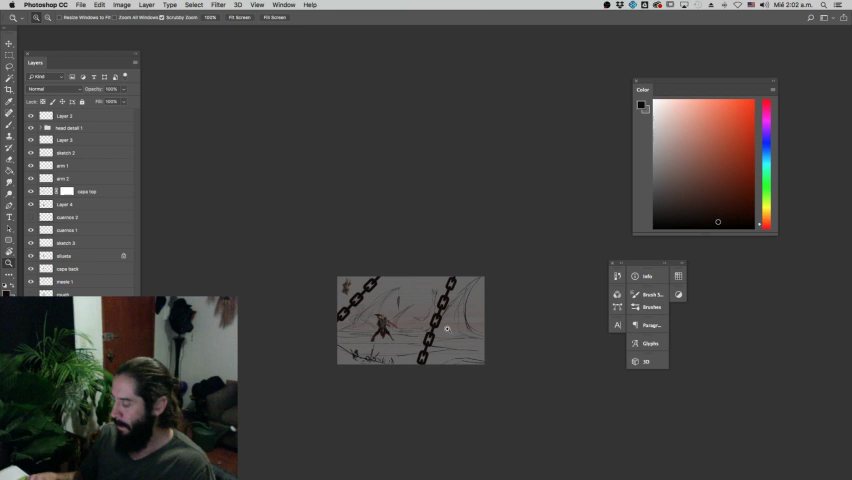 Photoshop CC File Edit Image Layer Type Select Filter 3D View Window Help Mié 2:02 a.m.
Resize Windows to Fit Zoom All Windows Scrubby Zoom 100% Fit Screen Fill Screen
Layers
Kind
Normal Opacity: 100%
Lock: Fill: 100%
Layer 2
head detail 1
Layer 3
sketch 2
arm 1
arm 2
capa top
Layer 4
cuernos 2
cuernos 1
sketch 3
silueta
capa back
rough
Color
Info
Brush S...
Brushes
A|
Paragr...
Glyphs
3D